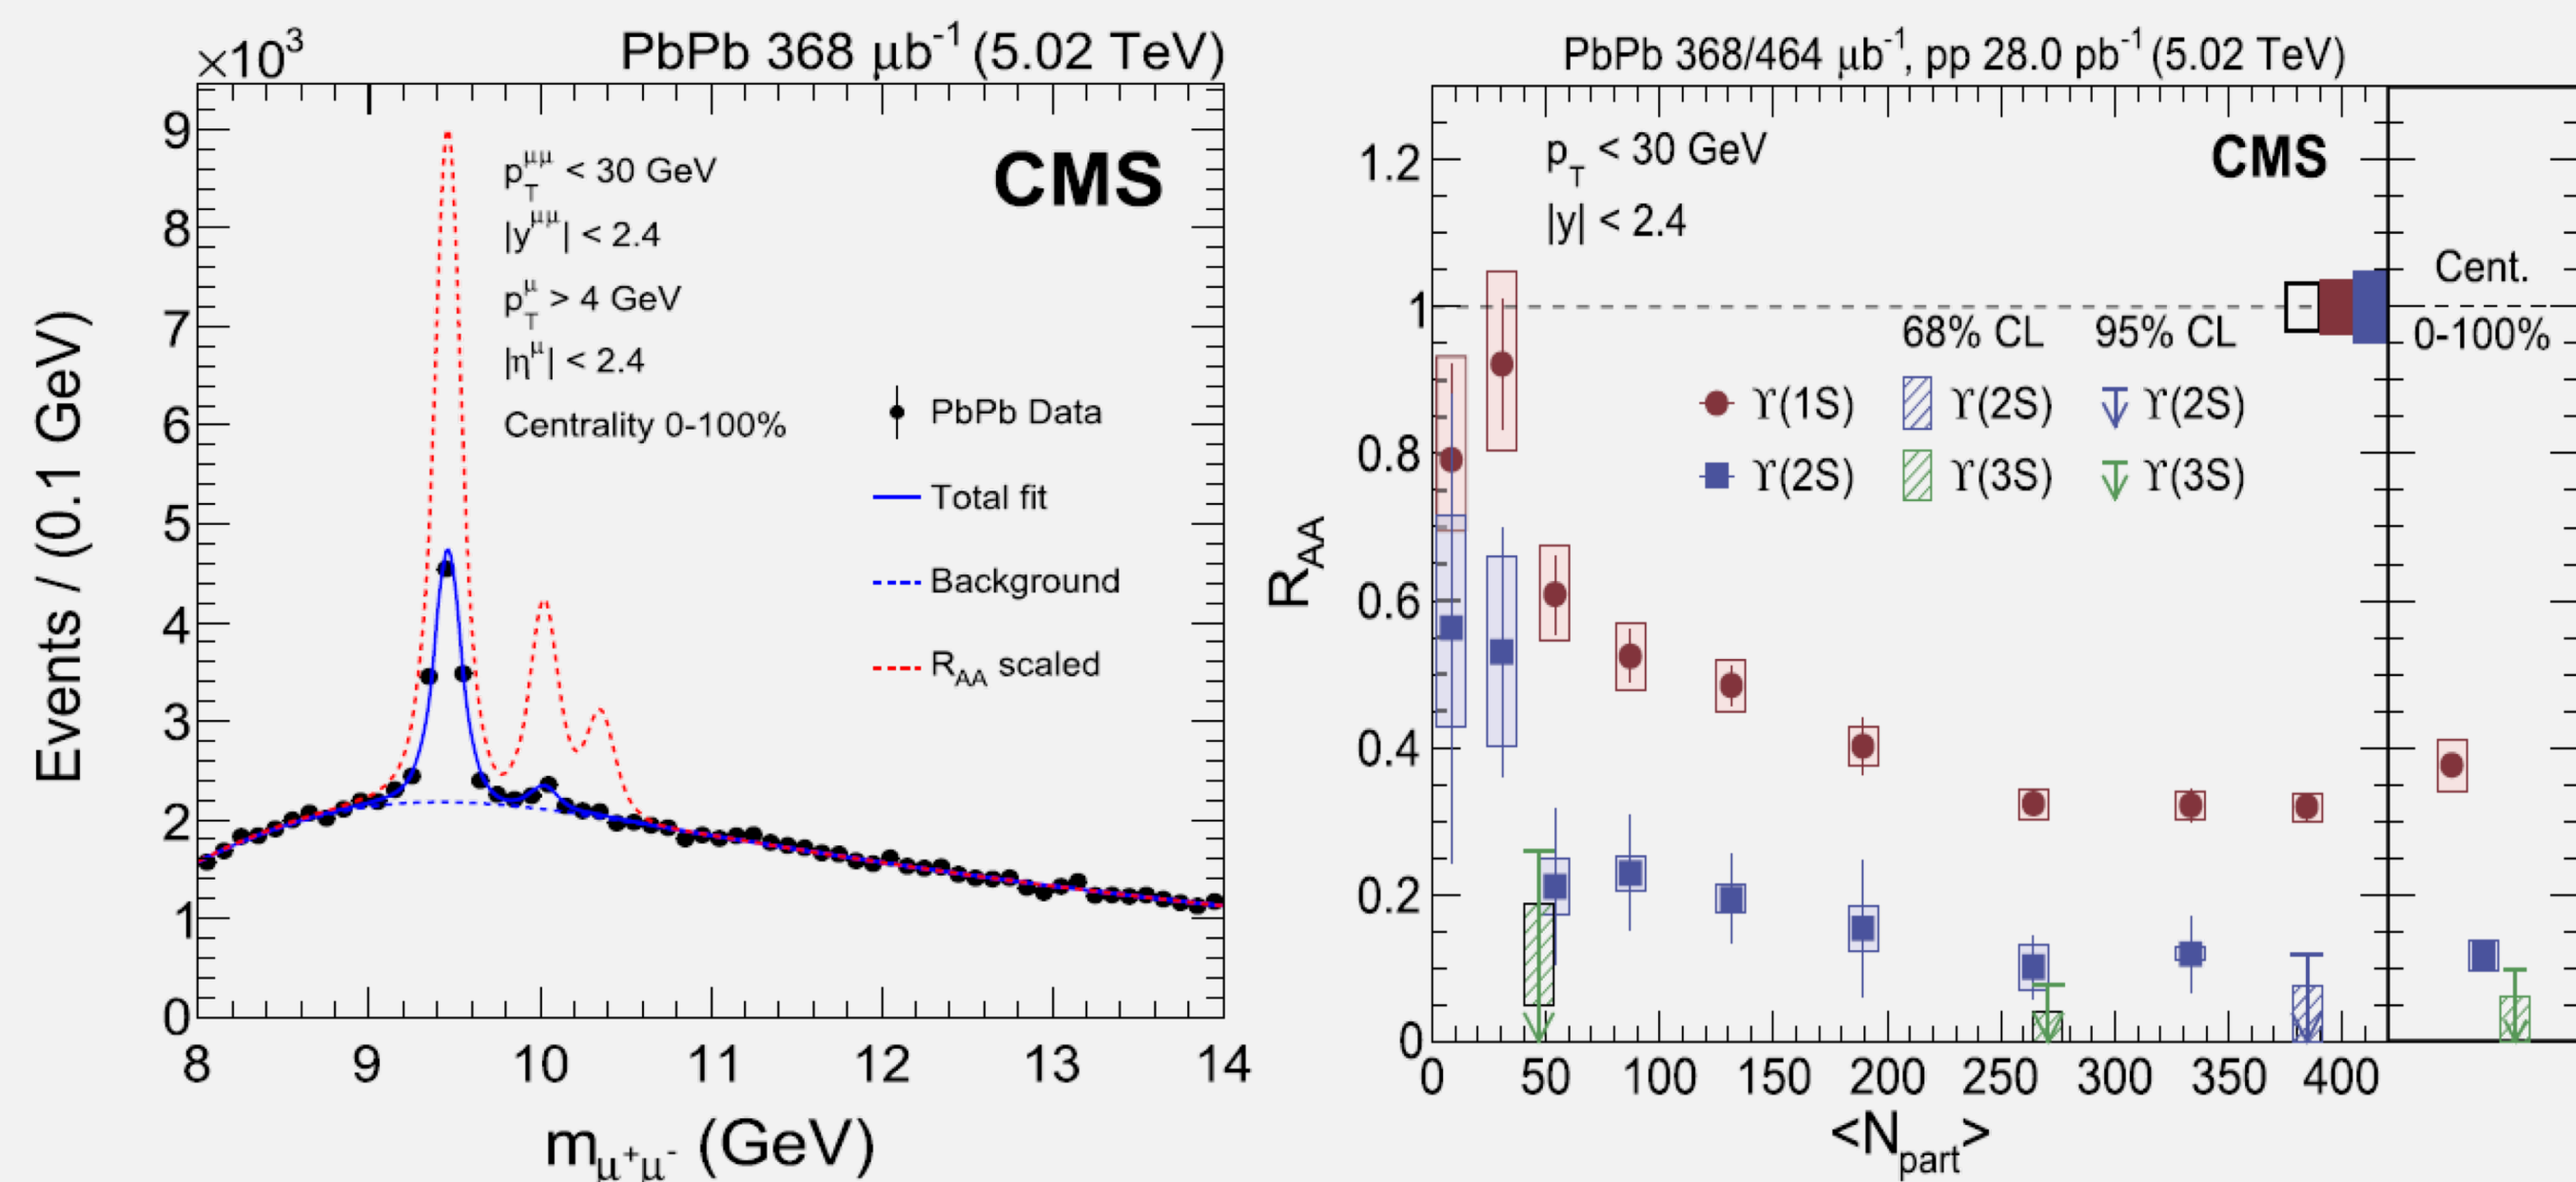 ×10³
PbPb 368 μb⁻¹ (5.02 TeV)
9
8
7
6
5
4
3
2
1
0
Events / (0.1 GeV)
p_T^μμ < 30 GeV
|y^μμ| < 2.4
p_T^μ > 4 GeV
|η^μ| < 2.4
Centrality 0-100%
CMS
PbPb Data
Total fit
Background
R_AA scaled
8 9 10 11 12 13 14
m_μ⁺μ⁻ (GeV)
PbPb 368/464 μb⁻¹, pp 28.0 pb⁻¹ (5.02 TeV)
1.2
1
0.8
0.6
0.4
0.2
0
R_AA
p_T < 30 GeV
|y| < 2.4
CMS
Cent.
0-100%
68% CL 95% CL
ϒ(1S) ϒ(2S) ϒ(2S)
ϒ(2S) ϒ(3S) ϒ(3S)
0 50 100 150 200 250 300 350 400
<N_part>